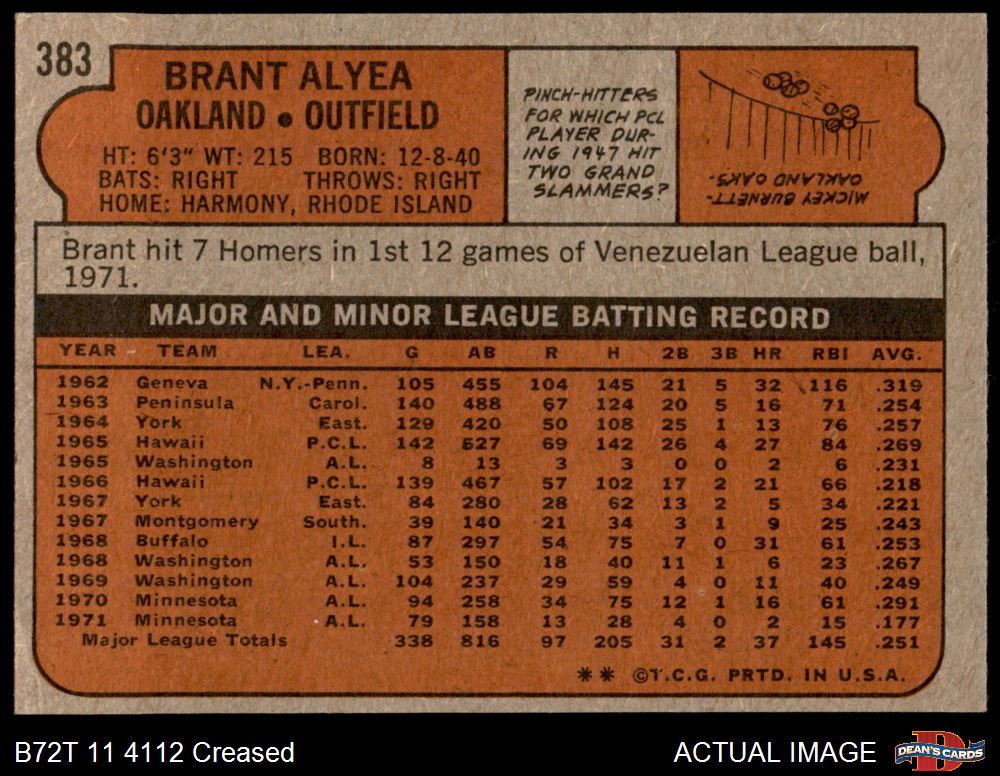 383
BRANT ALYEA
OAKLAND • OUTFIELD
HT: 6'3" WT: 215 BORN: 12-8-40
BATS: RIGHT THROWS: RIGHT
HOME: HARMONY, RHODE ISLAND
PINCH-HITTERS
FOR WHICH PCL
PLAYER DUR-
ING 1947 HIT
TWO GRAND
SLAMMERS?
MICKEY BURNETT-
OAKLAND OAKS.
Brant hit 7 Homers in 1st 12 games of Venezuelan League ball,
1971.
MAJOR AND MINOR LEAGUE BATTING RECORD
YEAR TEAM LEA. G AB R H 2B 3B HR RBI AVG.
1962 Geneva N.Y.-Penn. 105 455 104 145 21 5 32 116 .319
1963 Peninsula Carol. 140 488 67 124 20 5 16 71 .254
1964 York East. 129 420 50 108 25 1 13 76 .257
1965 Hawaii P.C.L. 142 527 69 142 26 4 27 84 .269
1965 Washington A.L. 8 13 3 3 0 0 2 6 .231
1966 Hawaii P.C.L. 139 467 57 102 17 2 21 66 .218
1967 York East. 84 280 28 62 13 2 5 34 .221
1967 Montgomery South. 39 140 21 34 3 1 9 25 .243
1968 Buffalo I.L. 87 297 54 75 7 0 31 61 .253
1968 Washington A.L. 53 150 18 40 11 1 6 23 .267
1969 Washington A.L. 104 237 29 59 4 0 11 40 .249
1970 Minnesota A.L. 94 258 34 75 12 1 16 61 .291
1971 Minnesota A.L. 79 158 13 28 4 0 2 15 .177
Major League Totals 338 816 97 205 31 2 37 145 .251
** ©T.C.G. PRTD. IN U.S.A.
B72T 11 4112 Creased
ACTUAL IMAGE
D
DEAN'S CARDS